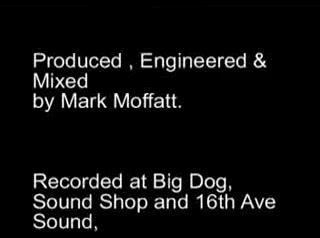 Produced , Engineered &
Mixed
by Mark Moffatt.
Recorded at Big Dog,
Sound Shop and 16th Ave
Sound,